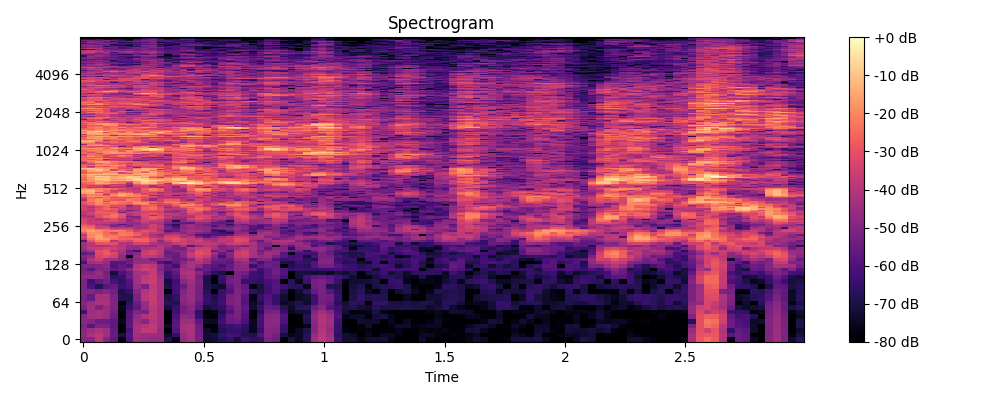 Spectrogram
Hz
4096
2048
1024
512
256
128
64
0
0
0.5
1
1.5
2
2.5
Time
+0 dB
-10 dB
-20 dB
-30 dB
-40 dB
-50 dB
-60 dB
-70 dB
-80 dB